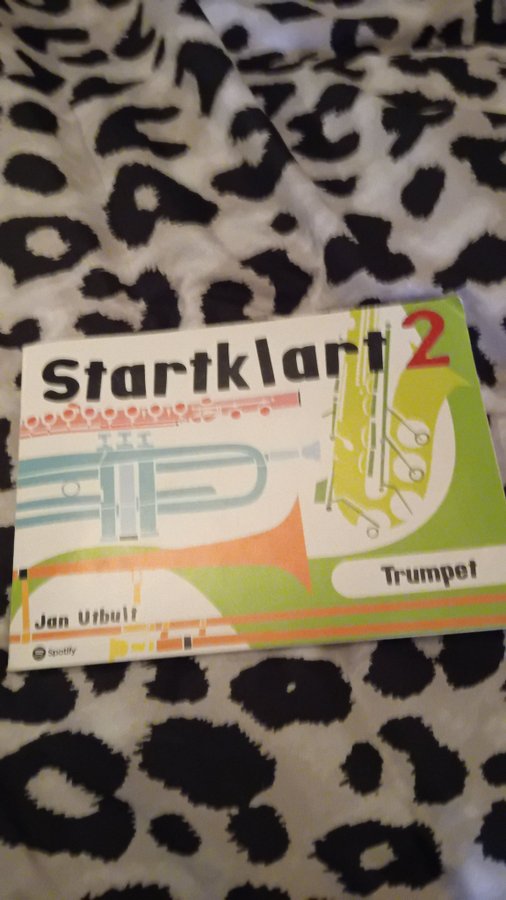 Startklart 2
Trumpet
Jan Utbult
Spotify